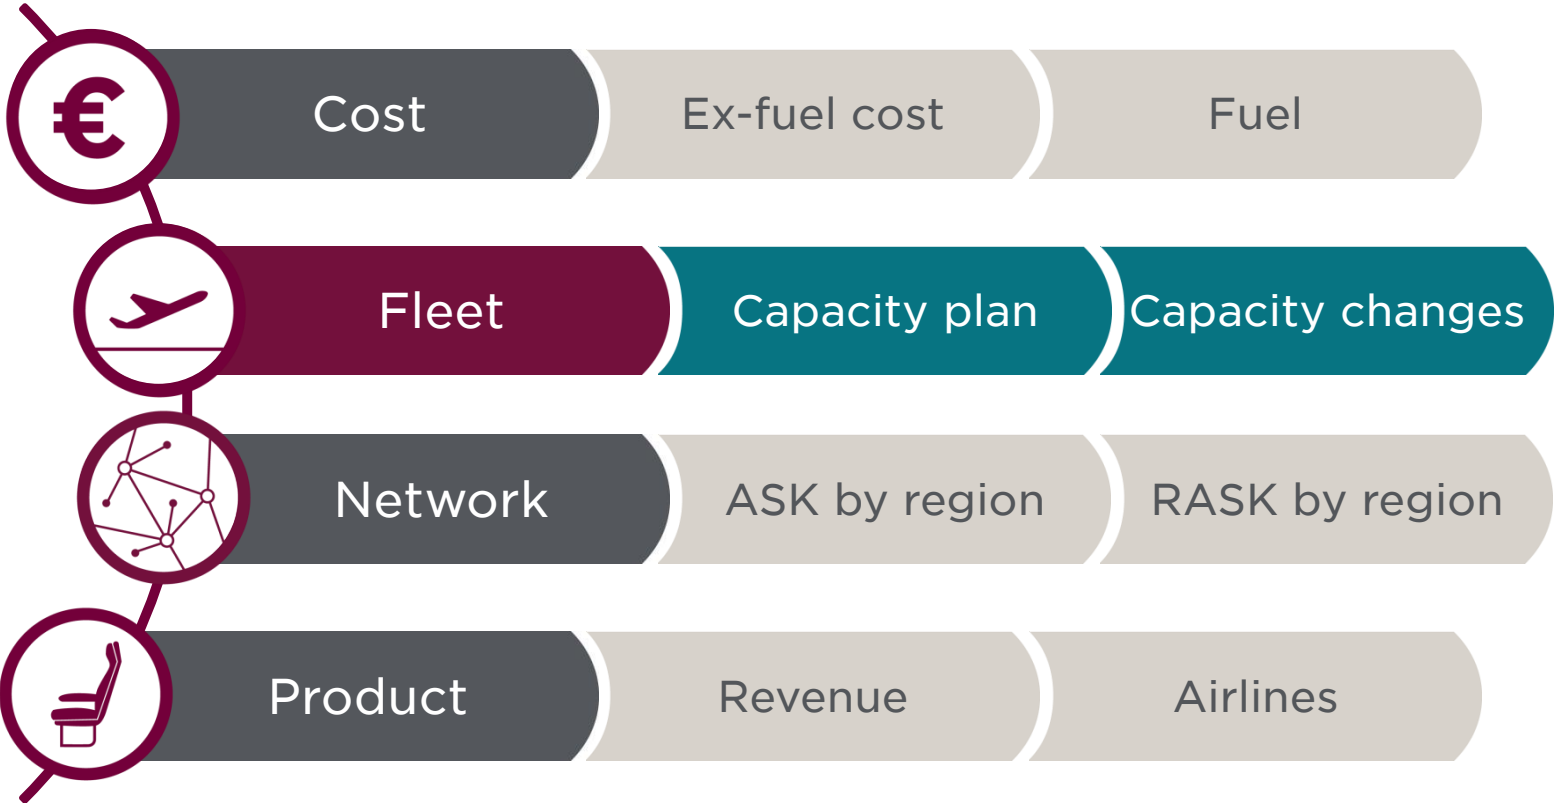 €
Cost
Ex-fuel cost
Fuel
Fleet
Capacity plan
Capacity changes
Network
ASK by region
RASK by region
Product
Revenue
Airlines